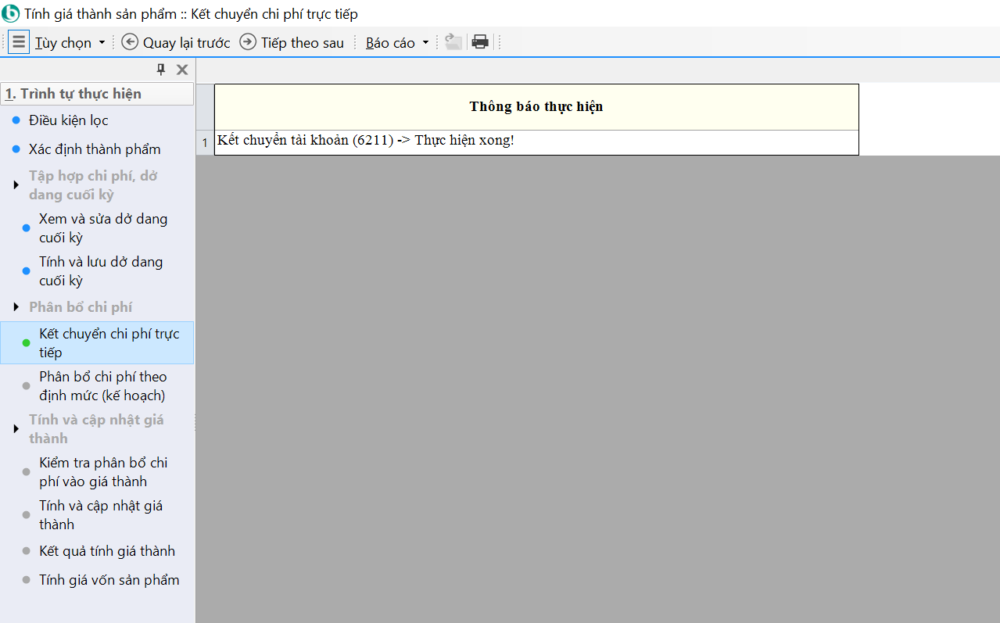 Tính giá thành sản phẩm :: Kết chuyển chi phí trực tiếp
Tùy chọn Quay lại trước Tiếp theo sau Báo cáo
1. Trình tự thực hiện
Điều kiện lọc
Xác định thành phẩm
Tập hợp chi phí, dở
dang cuối kỳ
Xem và sửa dở dang
cuối kỳ
Tính và lưu dở dang
cuối kỳ
Phân bổ chi phí
Kết chuyển chi phí trực
tiếp
Phân bổ chi phí theo
định mức (kế hoạch)
Tính và cập nhật giá
thành
Kiểm tra phân bổ chi
phí vào giá thành
Tính và cập nhật giá
thành
Kết quả tính giá thành
Tính giá vốn sản phẩm
Thông báo thực hiện
1 Kết chuyển tài khoản (6211) -> Thực hiện xong!